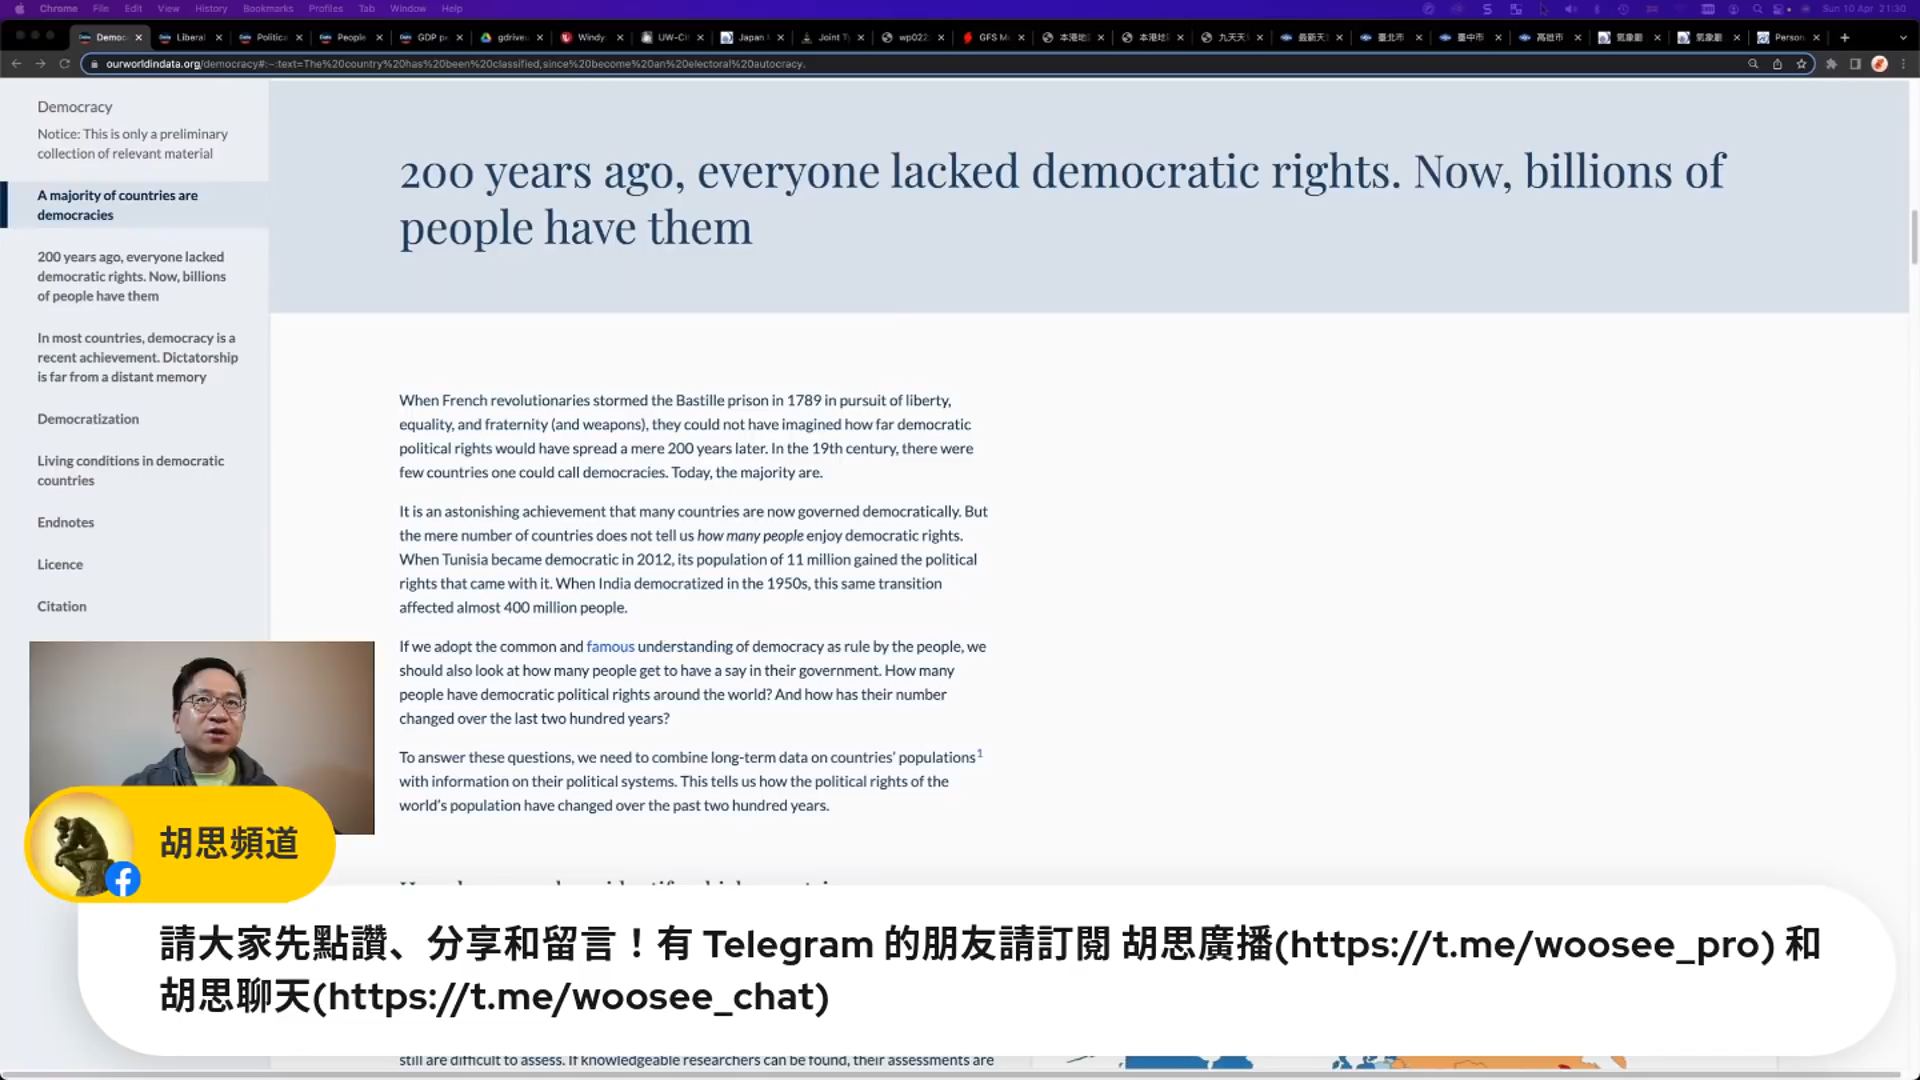 Chrome File Edit View History Bookmarks Profiles Tab Window Help Sun 10 Apr 21:30
Democ Liberal Politica People GDP p gdrive Windy UW-CI Japan Joint T wp022 GFS M 本港地 本港地 九天天 最新天 臺北市 臺中市 高雄市 氣象廳 氣象廳 Person
ourworldindata.org/democracy#:~:text=The%20country%20has%20been%20classified,since%20become%20an%20electoral%20autocracy.
Democracy
Notice: This is only a preliminary
collection of relevant material
A majority of countries are
democracies
200 years ago, everyone lacked
democratic rights. Now, billions
of people have them
In most countries, democracy is a
recent achievement. Dictatorship
is far from a distant memory
Democratization
Living conditions in democratic
countries
Endnotes
Licence
Citation
200 years ago, everyone lacked democratic rights. Now, billions of
people have them
When French revolutionaries stormed the Bastille prison in 1789 in pursuit of liberty,
equality, and fraternity (and weapons), they could not have imagined how far democratic
political rights would have spread a mere 200 years later. In the 19th century, there were
few countries one could call democracies. Today, the majority are.
It is an astonishing achievement that many countries are now governed democratically. But
the mere number of countries does not tell us how many people enjoy democratic rights.
When Tunisia became democratic in 2012, its population of 11 million gained the political
rights that came with it. When India democratized in the 1950s, this same transition
affected almost 400 million people.
If we adopt the common and famous understanding of democracy as rule by the people, we
should also look at how many people get to have a say in their government. How many
people have democratic political rights around the world? And how has their number
changed over the last two hundred years?
To answer these questions, we need to combine long-term data on countries' populations1
with information on their political systems. This tells us how the political rights of the
world's population have changed over the past two hundred years.
胡思頻道
請大家先點讚、分享和留言！有 Telegram 的朋友請訂閱 胡思廣播(https://t.me/woosee_pro) 和
胡思聊天(https://t.me/woosee_chat)
still are difficult to assess. If knowledgeable researchers can be found, their assessments are